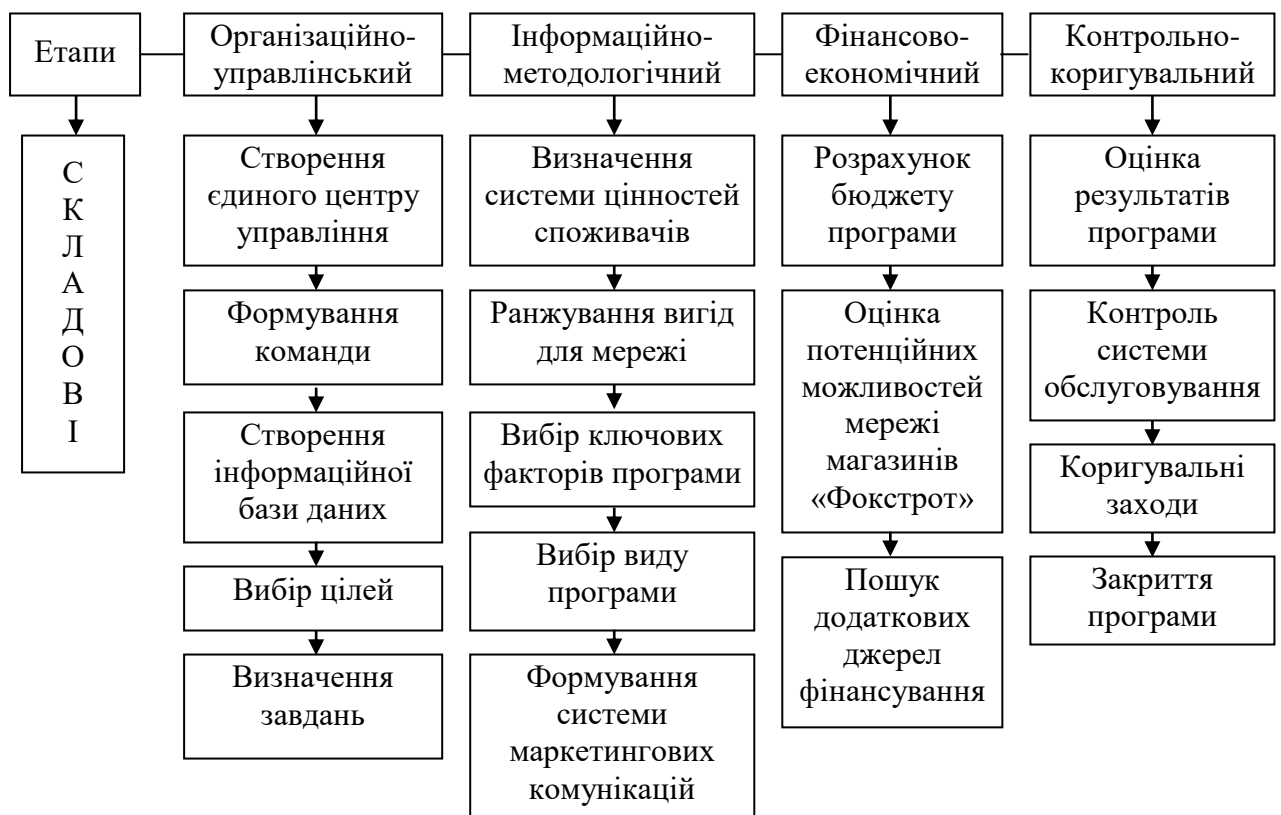 Етапи
Організаційно-
управлінський
Інформаційно-
методологічний
Фінансово-
економічний
Контрольно-
коригувальний
С
К
Л
А
Д
О
В
І
Створення
єдиного центру
управління
Формування
команди
Створення
інформаційної
бази даних
Вибір цілей
Визначення
завдань
Визначення
системи цінностей
споживачів
Ранжування вигід
для мережі
Вибір ключових
факторів програми
Вибір виду
програми
Формування
системи
маркетингових
комунікацій
Розрахунок
бюджету
програми
Оцінка
потенційних
можливостей
мережі
магазинів
«Фокстрот»
Пошук
додаткових
джерел
фінансування
Оцінка
результатів
програми
Контроль
системи
обслуговування
Коригувальні
заходи
Закриття
програми